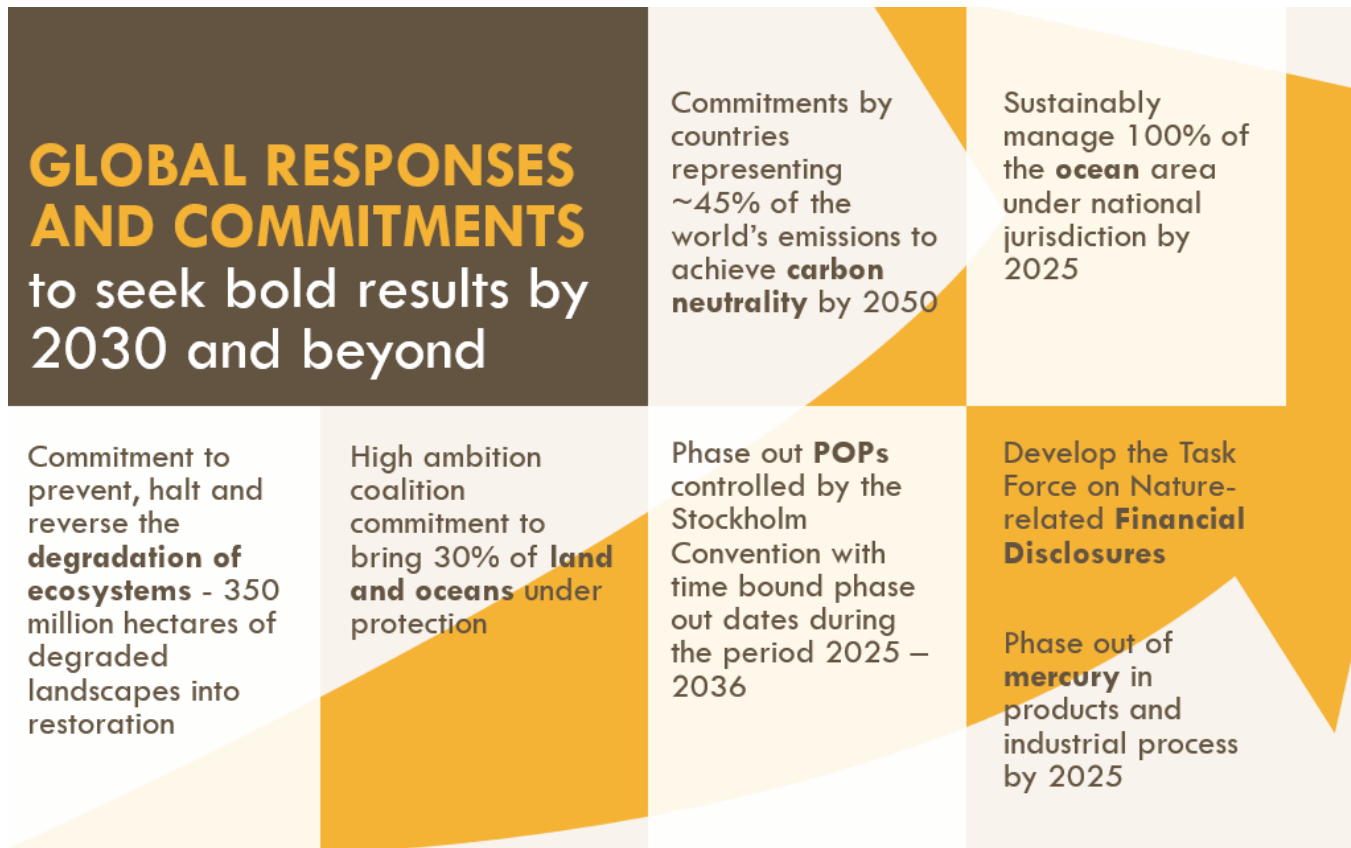 GLOBAL RESPONSES
AND COMMITMENTS
to seek bold results by
2030 and beyond
Commitments by
countries
representing
~45% of the
world’s emissions to
achieve carbon
neutrality by 2050
Sustainably
manage 100% of
the ocean area
under national
jurisdiction by
2025
Commitment to
prevent, halt and
reverse the
degradation of
ecosystems - 350
million hectares of
degraded
landscapes into
restoration
High ambition
coalition
commitment to
bring 30% of land
and oceans under
protection
Phase out POPs
controlled by the
Stockholm
Convention with
time bound phase
out dates during
the period 2025 –
2036
Develop the Task
Force on Nature-
related Financial
Disclosures
Phase out of
mercury in
products and
industrial process
by 2025